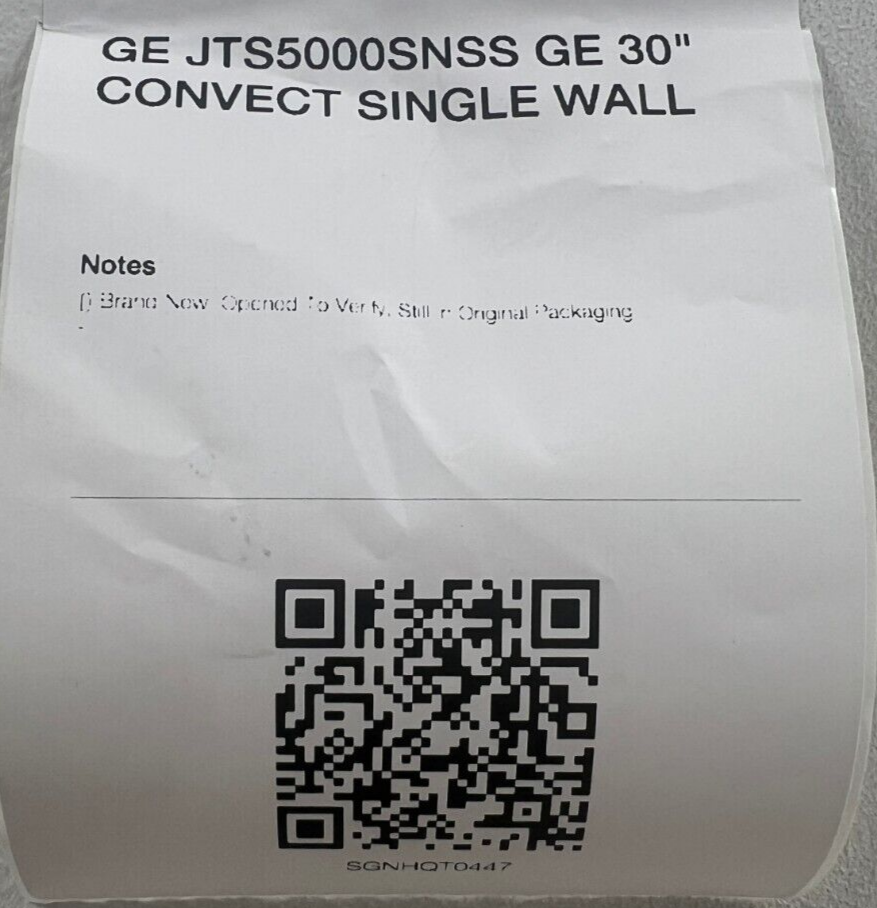 GE JTS5000SNSS GE 30"
CONVECT SINGLE WALL
Notes
Brand New Opened To Verify, Still In Original Packaging
SGNHQT0447